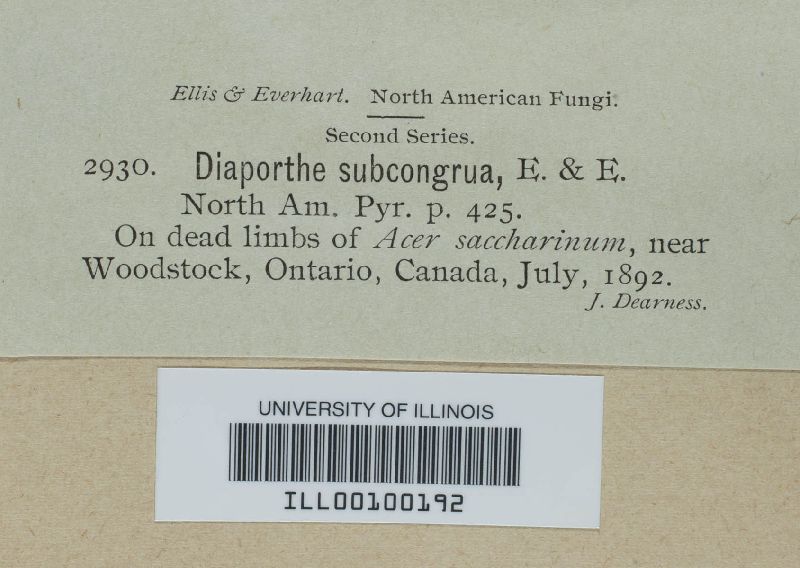 Ellis & Everhart. North American Fungi.
Second Series.
2930. Diaporthe subcongrua, E. & E.
North Am. Pyr. p. 425.
On dead limbs of Acer saccharinum, near
Woodstock, Ontario, Canada, July, 1892.
J. Dearness.
UNIVERSITY OF ILLINOIS
ILL00100192